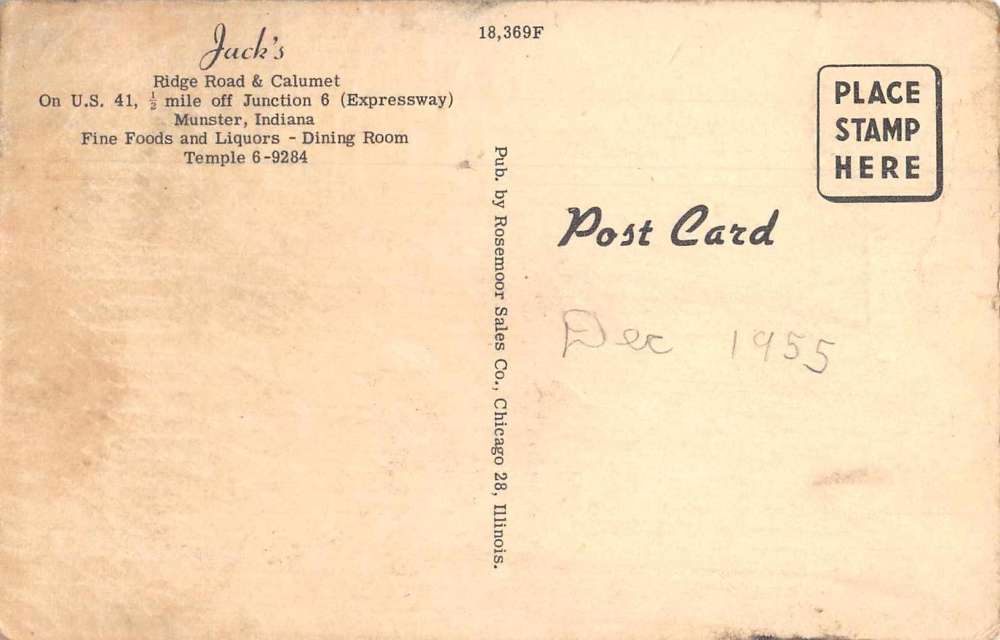 Jack's
Ridge Road & Calumet
On U.S. 41, ½ mile off Junction 6 (Expressway)
Munster, Indiana
Fine Foods and Liquors - Dining Room
Temple 6-9284
18,369F
Pub. by Rosemoor Sales Co., Chicago 28, Illinois.
PLACE
STAMP
HERE
Post Card
Dec 1955